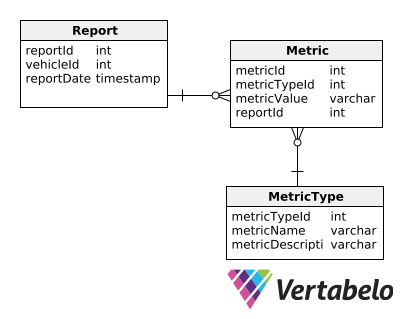 Report
reportId int
vehicleId int
reportDate timestamp
Metric
metricId int
metricTypeId int
metricValue varchar
reportId int
MetricType
metricTypeId int
metricName varchar
metricDescripti varchar
Vertabelo